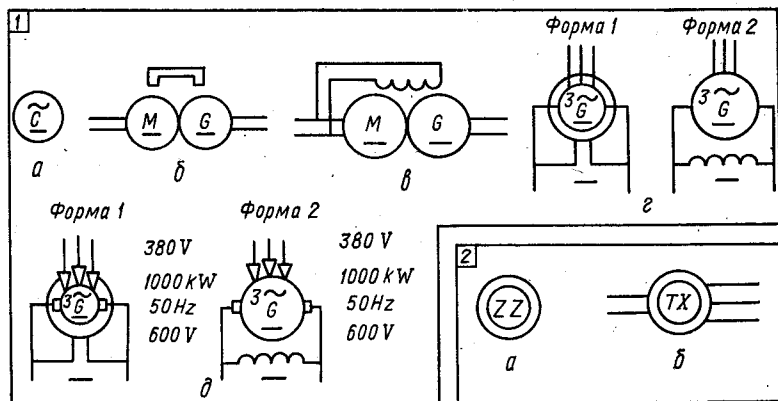 1
Форма 1 Форма 2
C̰
M G
M G
3~ G
3~ G
а б в г
Форма 1 Форма 2
3~ G
380 V
1000 kW
50 Hz
600 V
3~ G
380 V
1000 kW
50 Hz
600 V
д
2
ZZ TX
а б